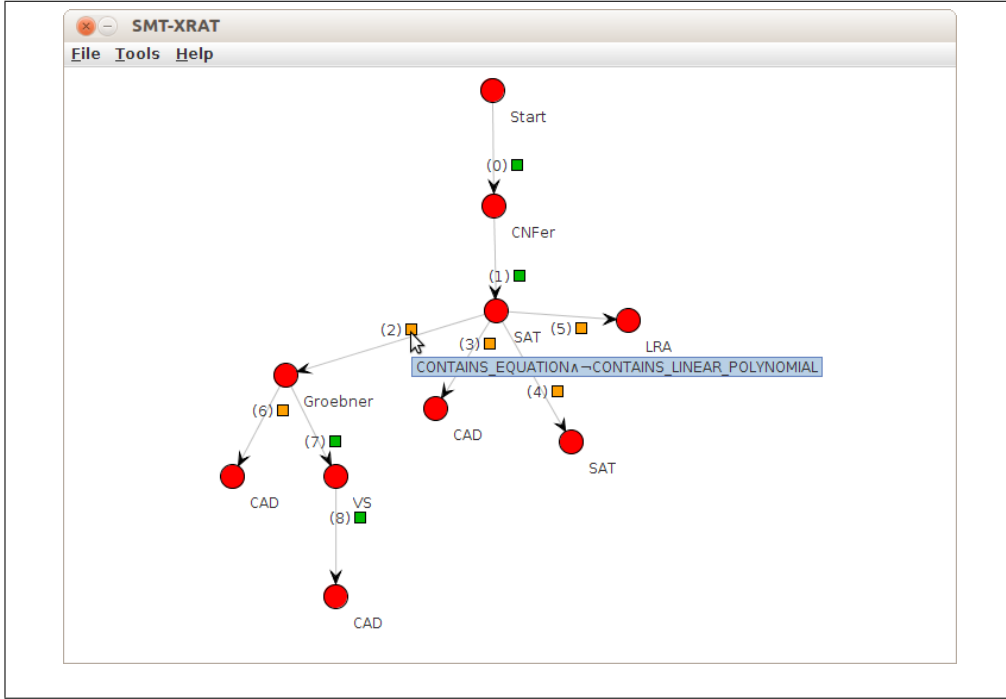 SMT-XRAT
File Tools Help
Start
(0)
CNFer
(1)
(2)
(3)
SAT
(5)
LRA
CONTAINS_EQUATION∧¬CONTAINS_LINEAR_POLYNOMIAL
(4)
Groebner
(6)
CAD
(7)
SAT
CAD
VS
(8)
CAD